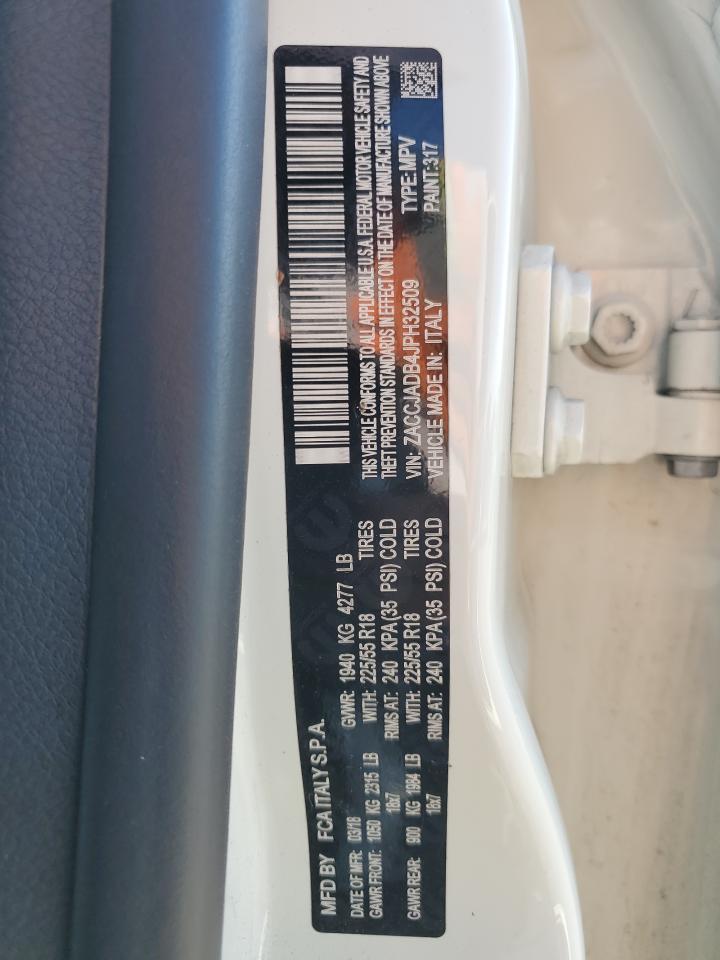 MFD BY FCA ITALY S.P.A.
DATE OF MFR: 03/18 GVWR: 1940 KG 4277 LB
GAWR FRONT: 1050 KG 2315 LB WITH: 225/55 R18 TIRES
18x7 RIMS AT: 240 KPA(35 PSI) COLD
GAWR REAR: 900 KG 1984 LB WITH: 225/55 R18 TIRES
18x7 RIMS AT: 240 KPA(35 PSI) COLD
THIS VEHICLE CONFORMS TO ALL APPLICABLE U.S.A. FEDERAL MOTOR VEHICLE SAFETY AND
THEFT PREVENTION STANDARDS IN EFFECT ON THE DATE OF MANUFACTURE SHOWN ABOVE
VIN: ZACCJADB4JPH32509 TYPE: MPV
VEHICLE MADE IN: ITALY PAINT: 317